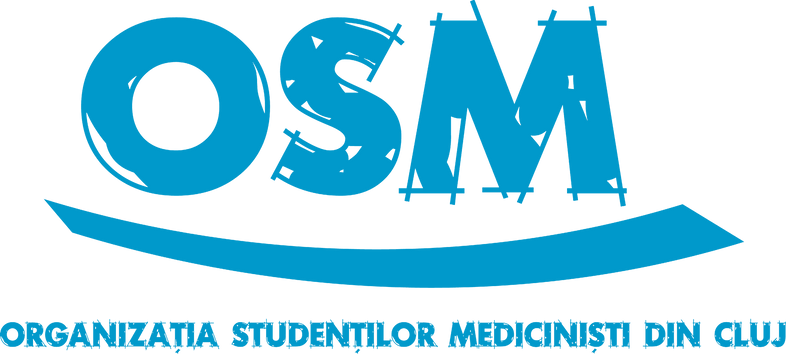 OSM
ORGANIZAȚIA STUDENȚILOR MEDICINIȘTI DIN CLUJ